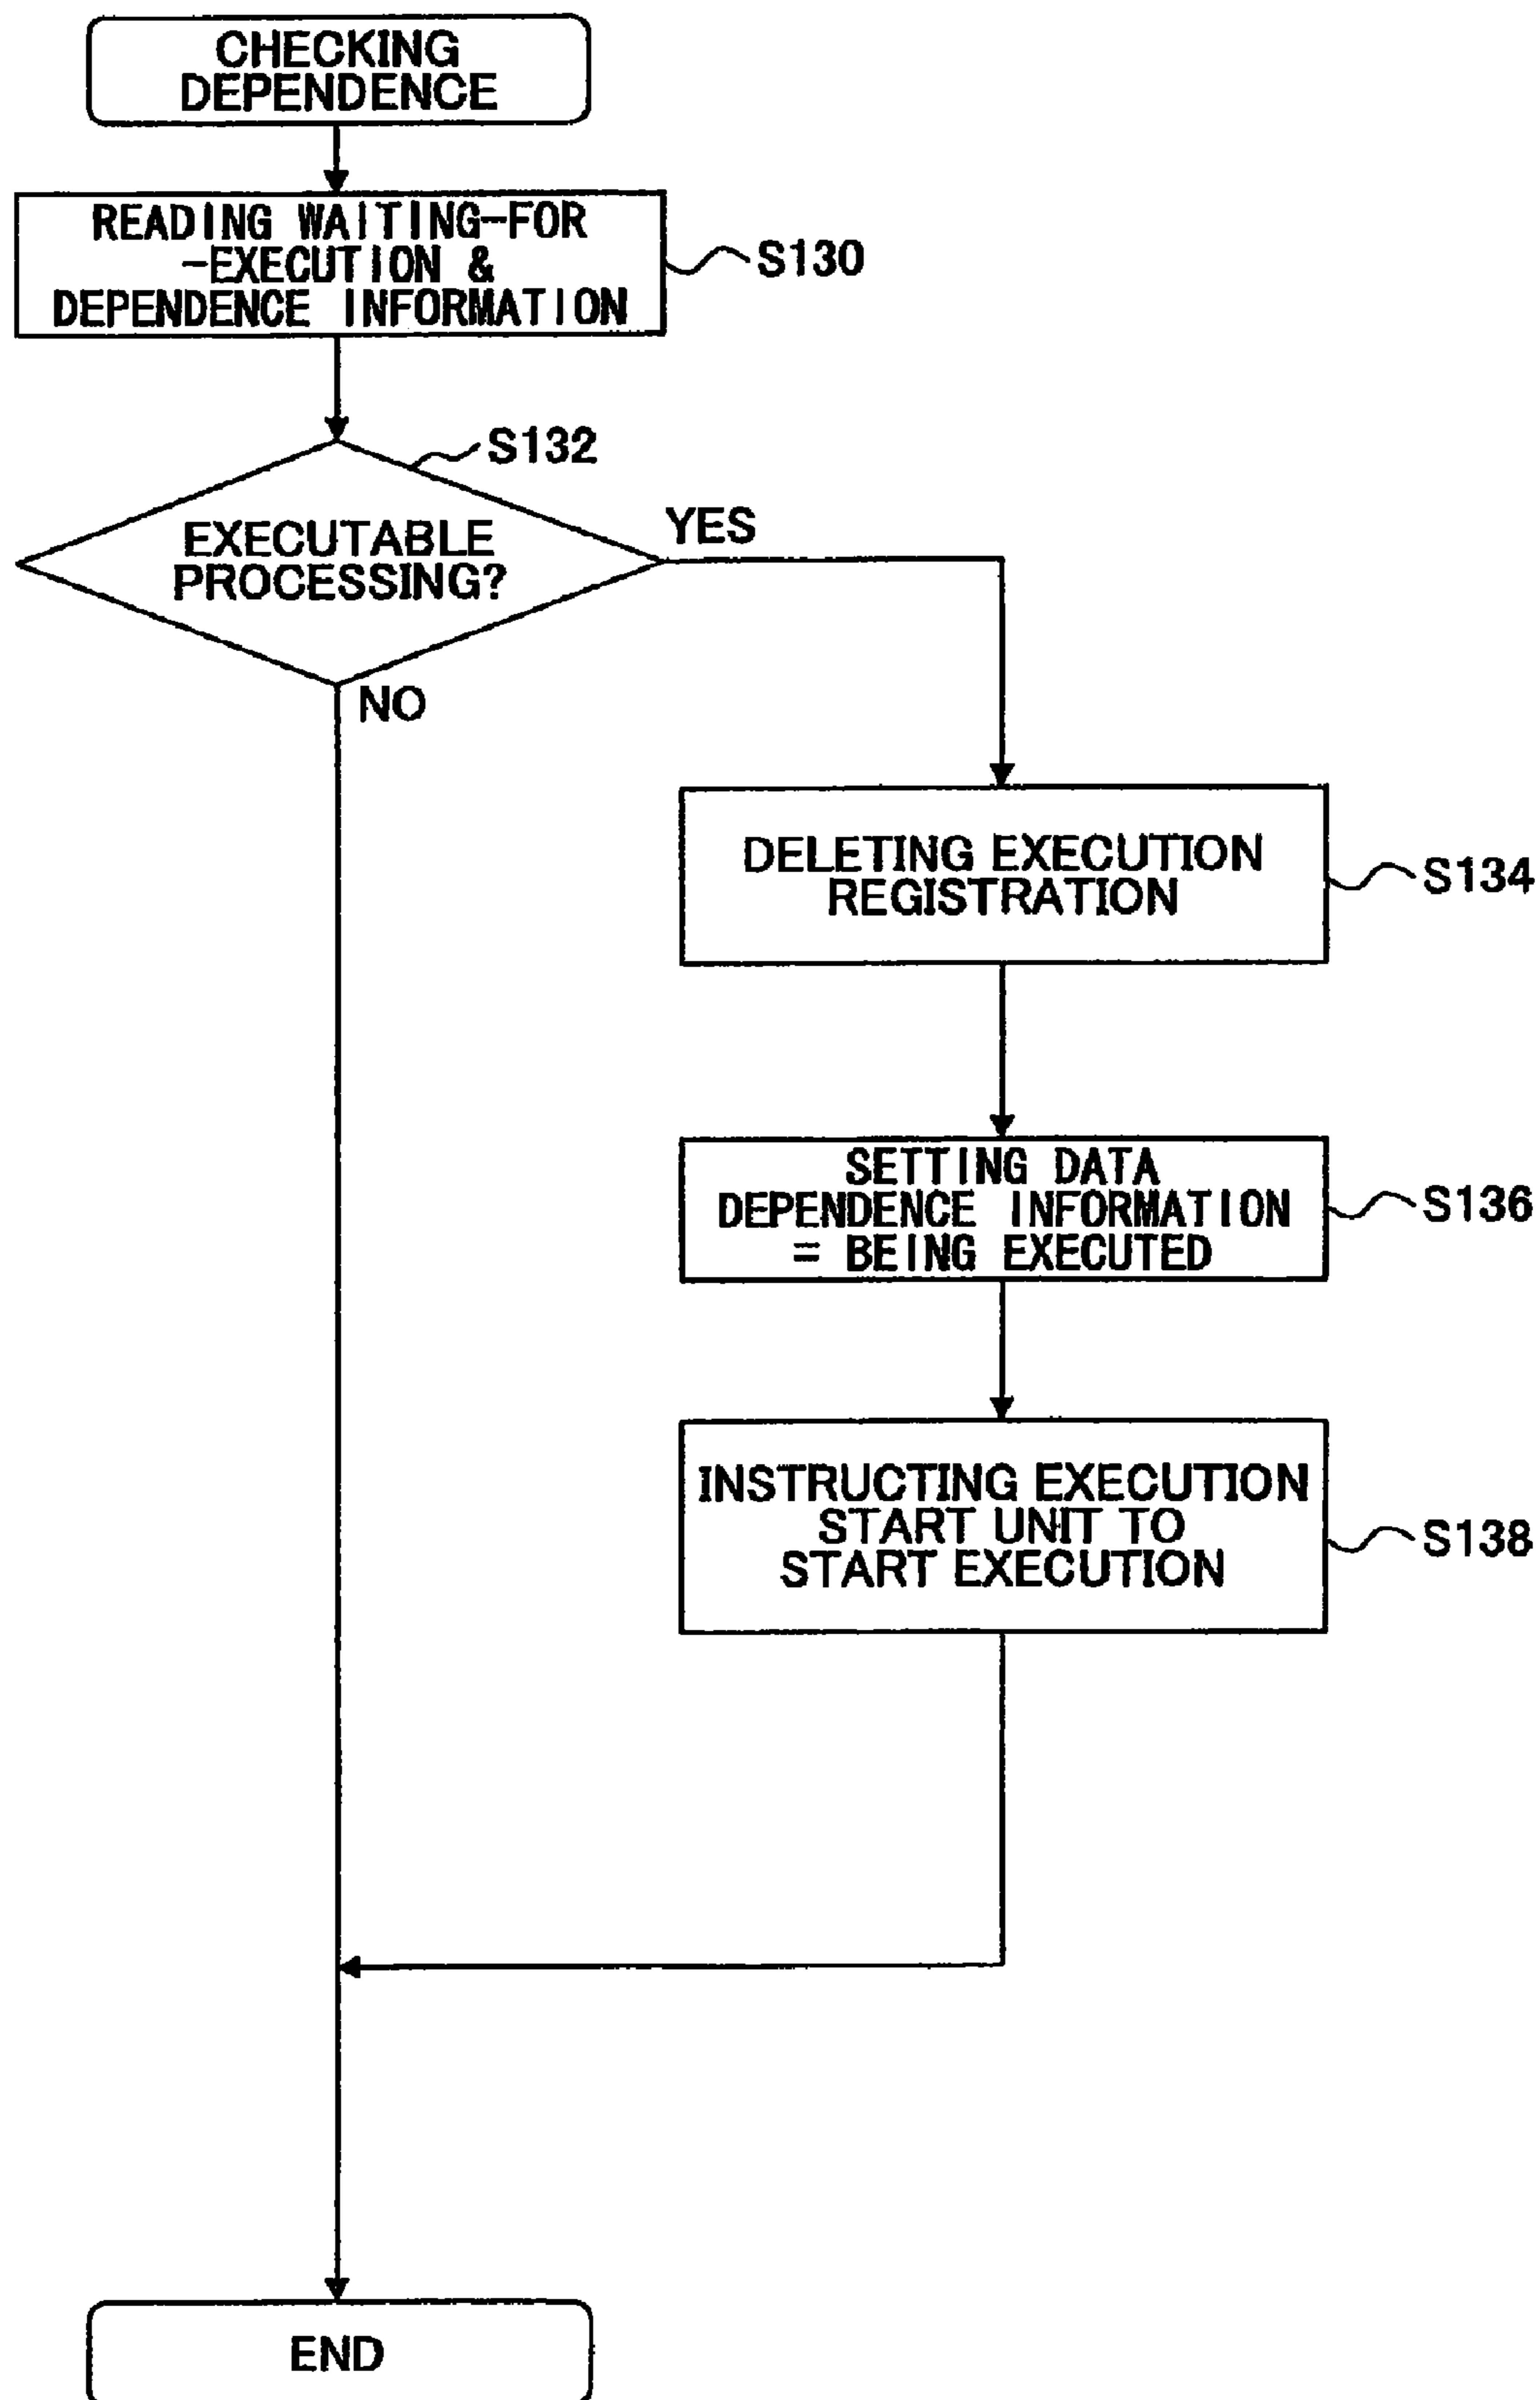 CHECKING
DEPENDENCE
READING WAITING-FOR
-EXECUTION &
DEPENDENCE INFORMATION
S130
S132
EXECUTABLE
PROCESSING?
YES
NO
DELETING EXECUTION
REGISTRATION
S134
SETTING DATA
DEPENDENCE INFORMATION
= BEING EXECUTED
S136
INSTRUCTING EXECUTION
START UNIT TO
START EXECUTION
S138
END